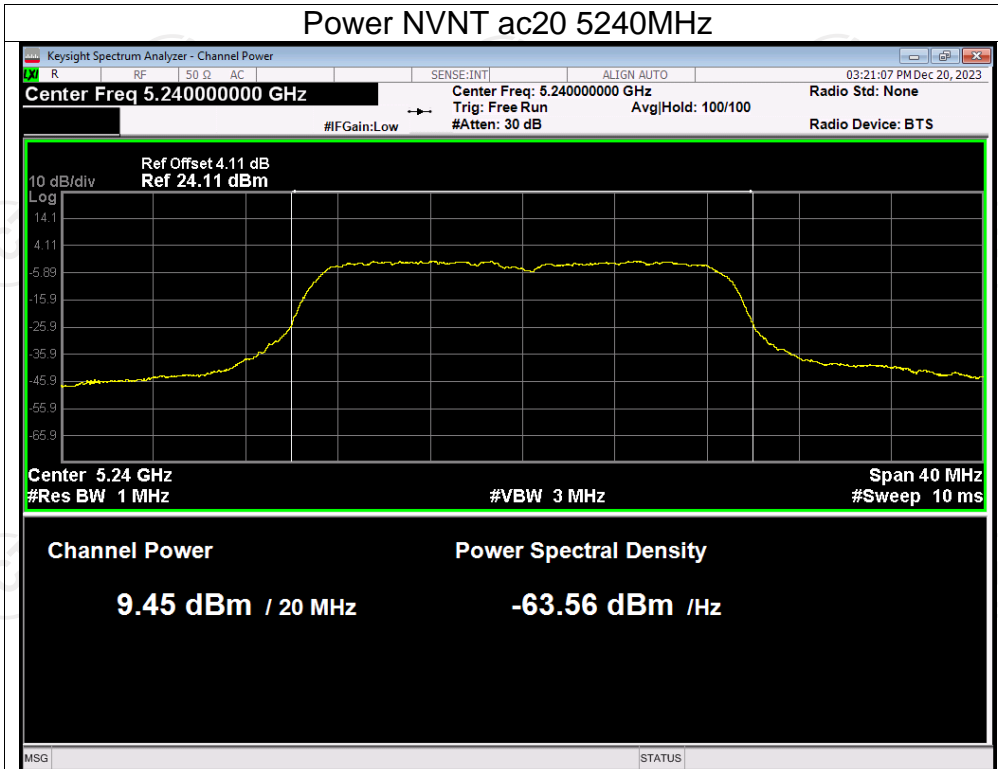 Power NVNT ac20 5240MHz
Keysight Spectrum Analyzer - Channel Power
LXI R RF 50 Ω AC SENSE:INT ALIGN AUTO 03:21:07 PM Dec 20, 2023
Center Freq 5.240000000 GHz Center Freq: 5.240000000 GHz Radio Std: None
Trig: Free Run Avg|Hold: 100/100
#IFGain:Low #Atten: 30 dB Radio Device: BTS
Ref Offset 4.11 dB
10 dB/div Ref 24.11 dBm
Log
14.1
4.11
-5.89
-15.9
-25.9
-35.9
-45.9
-55.9
-65.9
Center 5.24 GHz Span 40 MHz
#Res BW 1 MHz #VBW 3 MHz #Sweep 10 ms
Channel Power Power Spectral Density
9.45 dBm / 20 MHz -63.56 dBm /Hz
MSG STATUS